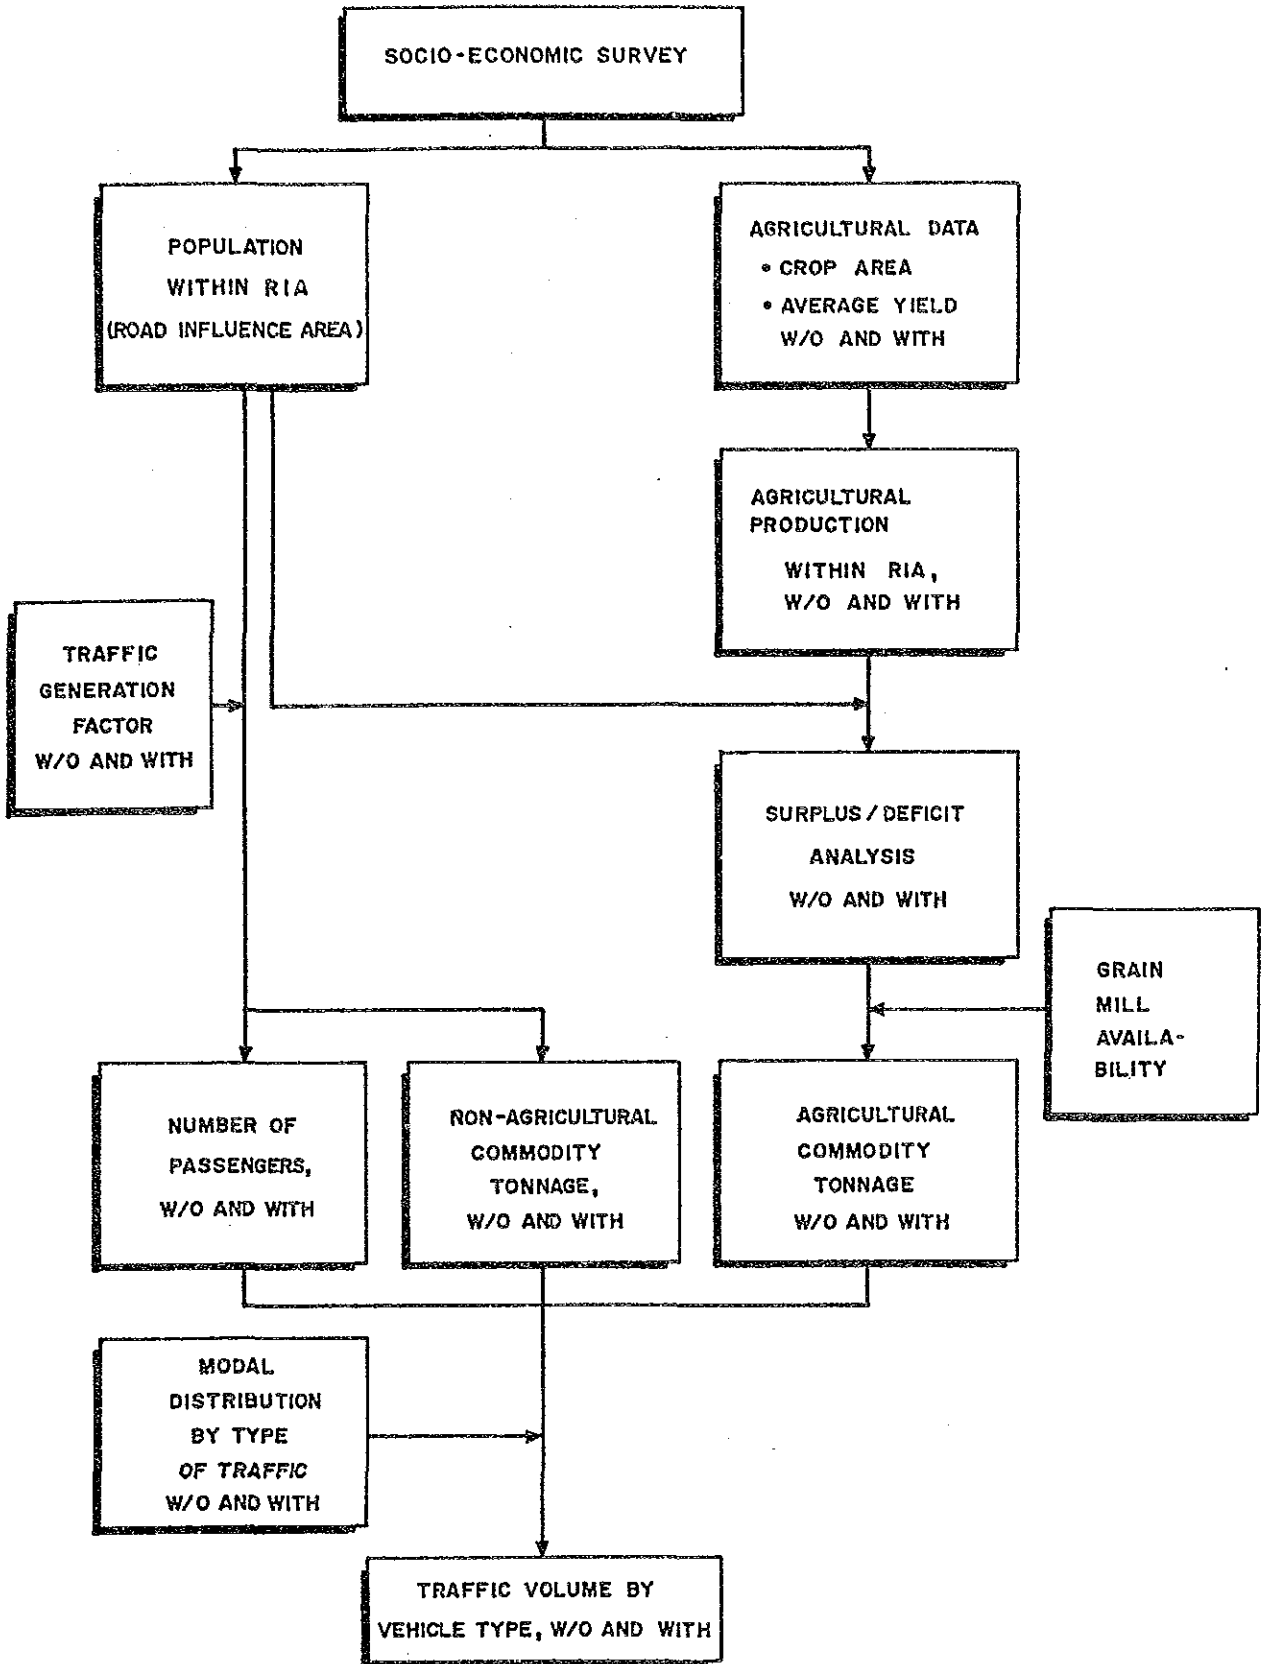 SOCIO-ECONOMIC SURVEY
POPULATION
WITHIN RIA
(ROAD INFLUENCE AREA)
AGRICULTURAL DATA
• CROP AREA
• AVERAGE YIELD
W/O AND WITH
AGRICULTURAL
PRODUCTION
WITHIN RIA,
W/O AND WITH
TRAFFIC
GENERATION
FACTOR
W/O AND WITH
SURPLUS/DEFICIT
ANALYSIS
W/O AND WITH
GRAIN
MILL
AVAILA-
BILITY
NUMBER OF
PASSENGERS,
W/O AND WITH
NON-AGRICULTURAL
COMMODITY
TONNAGE,
W/O AND WITH
AGRICULTURAL
COMMODITY
TONNAGE
W/O AND WITH
MODAL
DISTRIBUTION
BY TYPE
OF TRAFFIC
W/O AND WITH
TRAFFIC VOLUME BY
VEHICLE TYPE, W/O AND WITH